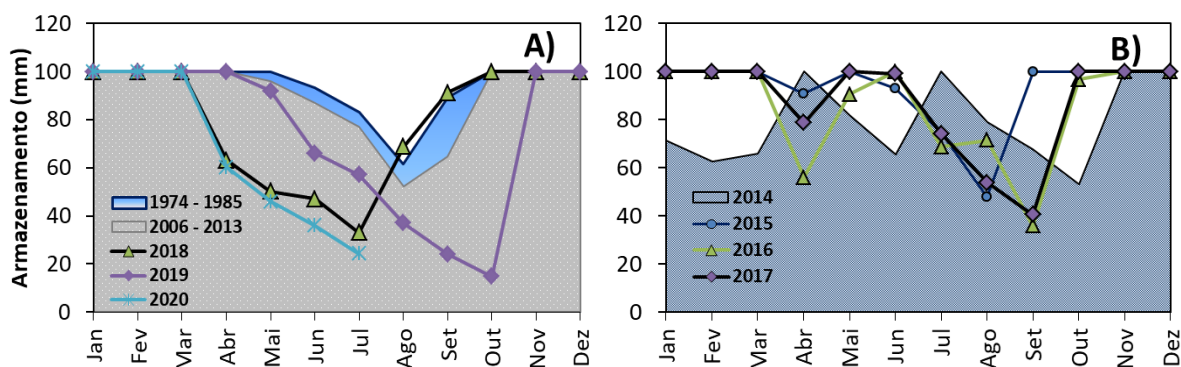 Armazenamento (mm)
120
100
80
60
40
20
0
A)
1974 - 1985
2006 - 2013
2018
2019
2020
Jan
Fev
Mar
Abr
Mai
Jun
Jul
Ago
Set
Out
Nov
Dez
120
100
80
60
40
20
0
B)
2014
2015
2016
2017
Jan
Fev
Mar
Abr
Mai
Jun
Jul
Ago
Set
Out
Nov
Dez